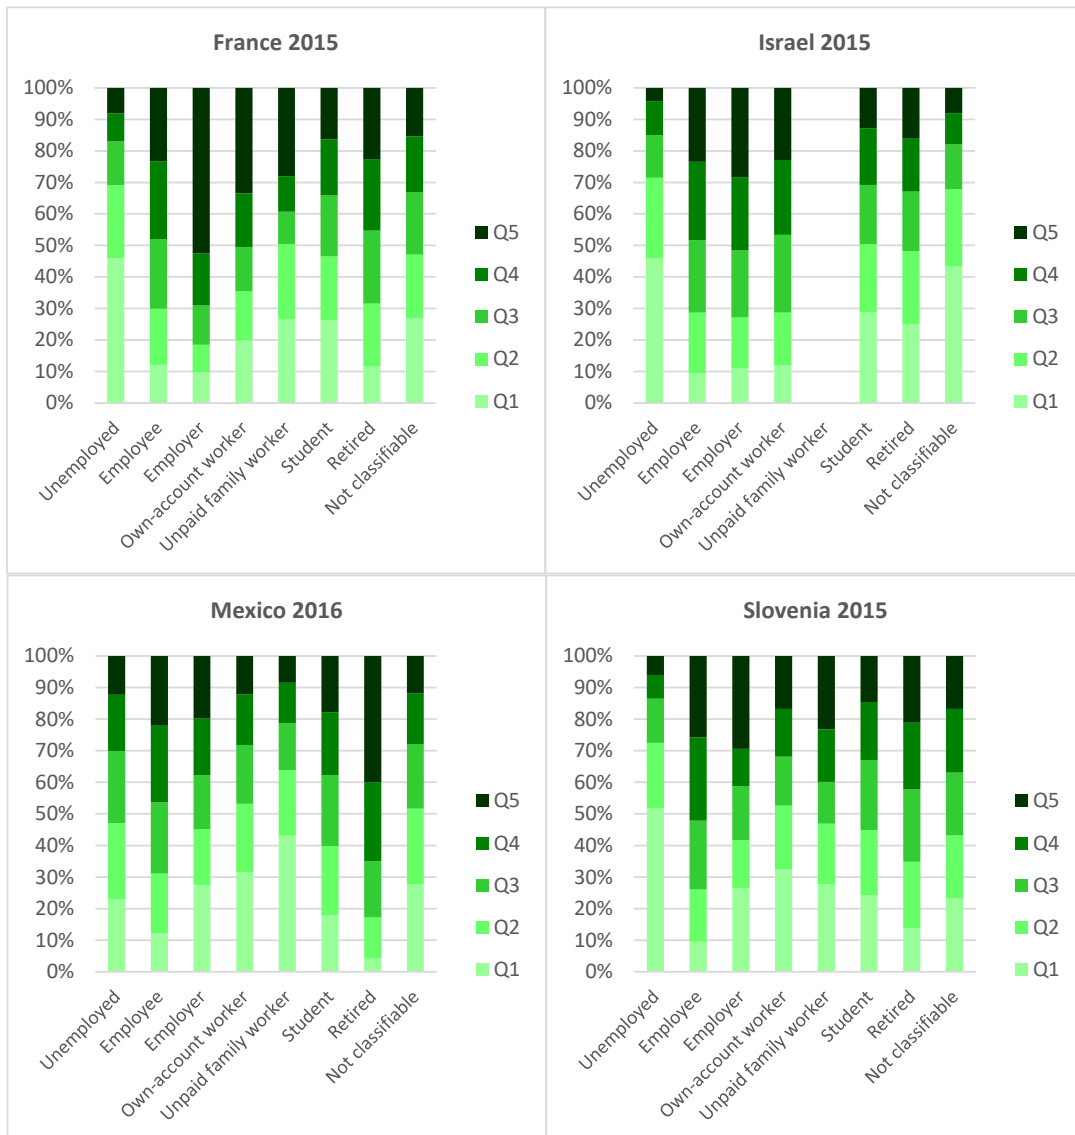 France 2015
100%
90%
80%
70%
60%
50%
40%
30%
20%
10%
0%
Unemployed
Employee
Employer
Own-account worker
Unpaid family worker
Student
Retired
Not classifiable
Q5
Q4
Q3
Q2
Q1
Israel 2015
100%
90%
80%
70%
60%
50%
40%
30%
20%
10%
0%
Unemployed
Employee
Employer
Own-account worker
Unpaid family worker
Student
Retired
Not classifiable
Q5
Q4
Q3
Q2
Q1
Mexico 2016
100%
90%
80%
70%
60%
50%
40%
30%
20%
10%
0%
Unemployed
Employee
Employer
Own-account worker
Unpaid family worker
Student
Retired
Not classifiable
Q5
Q4
Q3
Q2
Q1
Slovenia 2015
100%
90%
80%
70%
60%
50%
40%
30%
20%
10%
0%
Unemployed
Employee
Employer
Own-account worker
Unpaid family worker
Student
Retired
Not classifiable
Q5
Q4
Q3
Q2
Q1